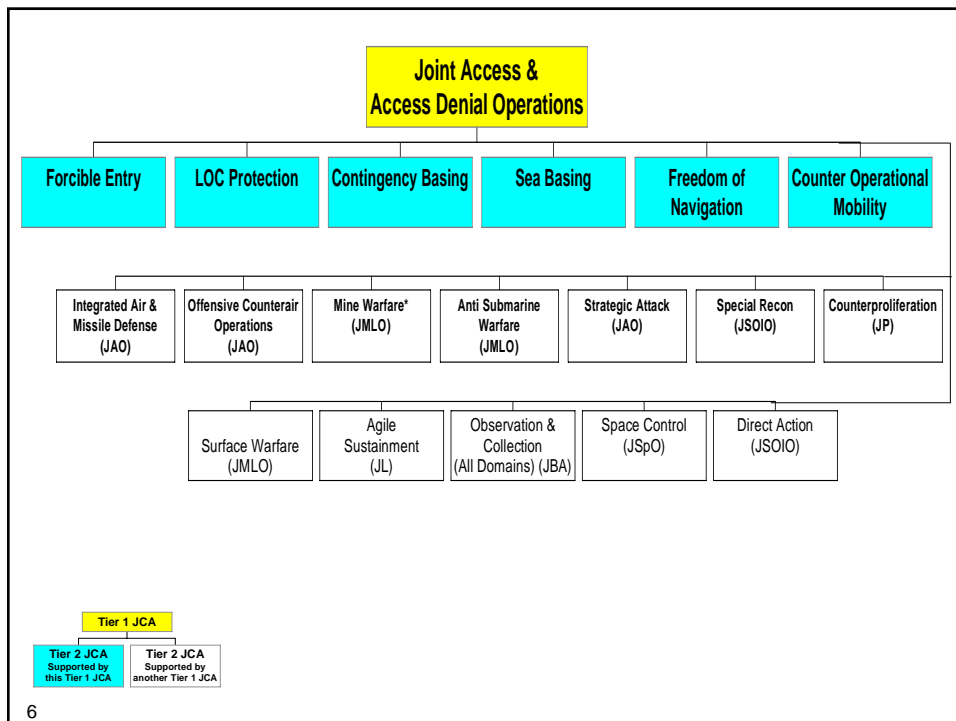 Joint Access &
Access Denial Operations
Forcible Entry
LOC Protection
Contingency Basing
Sea Basing
Freedom of
Navigation
Counter Operational
Mobility
Integrated Air &
Missile Defense
(JAO)
Offensive Counterair
Operations
(JAO)
Mine Warfare*
(JMLO)
Anti Submarine
Warfare
(JMLO)
Strategic Attack
(JAO)
Special Recon
(JSOIO)
Counterproliferation
(JP)
Surface Warfare
(JMLO)
Agile
Sustainment
(JL)
Observation &
Collection
(All Domains) (JBA)
Space Control
(JSpO)
Direct Action
(JSOIO)
Tier 1 JCA
Tier 2 JCA
Supported by
this Tier 1 JCA
Tier 2 JCA
Supported by
another Tier 1 JCA
6